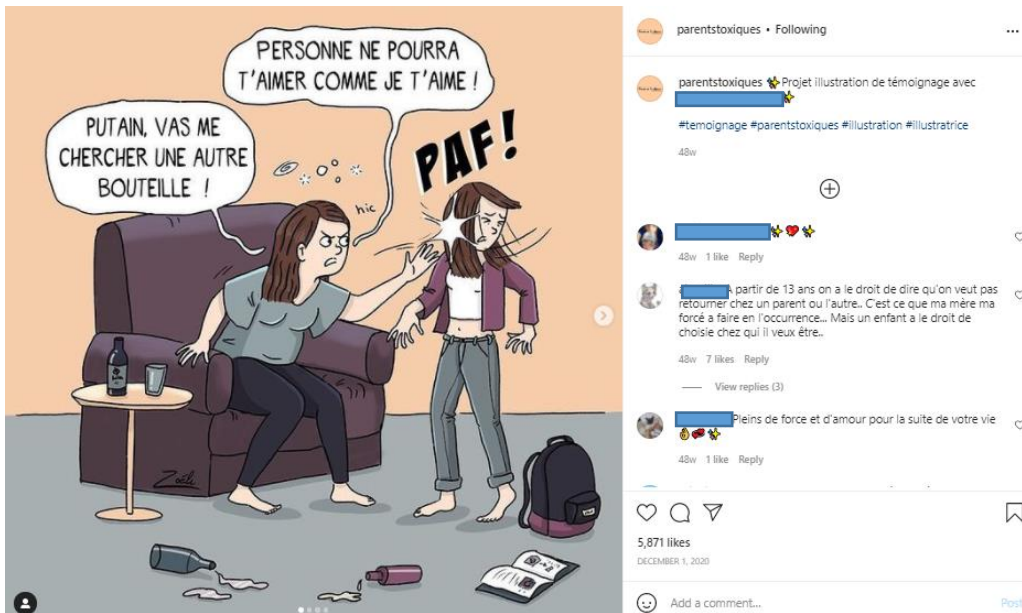 PERSONNE NE POURRA
T'AIMER COMME JE T'AIME !
PUTAIN, VAS ME
CHERCHER UNE AUTRE
BOUTEILLE !
PAF!
hic
Zoéli
parentstoxiques • Following
parentstoxiques ✨Projet illustration de témoignage avec
✨
#temoignage #parentstoxiques #illustration #illustratrice
48w
✨💖✨
48w 1 like Reply
A partir de 13 ans on a le droit de dire qu'on veut pas
retourner chez un parent ou l'autre.. C'est ce que ma mère ma
forcé a faire en l'occurrence... Mais un enfant a le droit de
choisie chez qui il veux être..
48w 7 likes Reply
View replies (3)
Pleins de force et d'amour pour la suite de votre vie
48w 1 like Reply
5,871 likes
DECEMBER 1, 2020
Add a comment...
Post